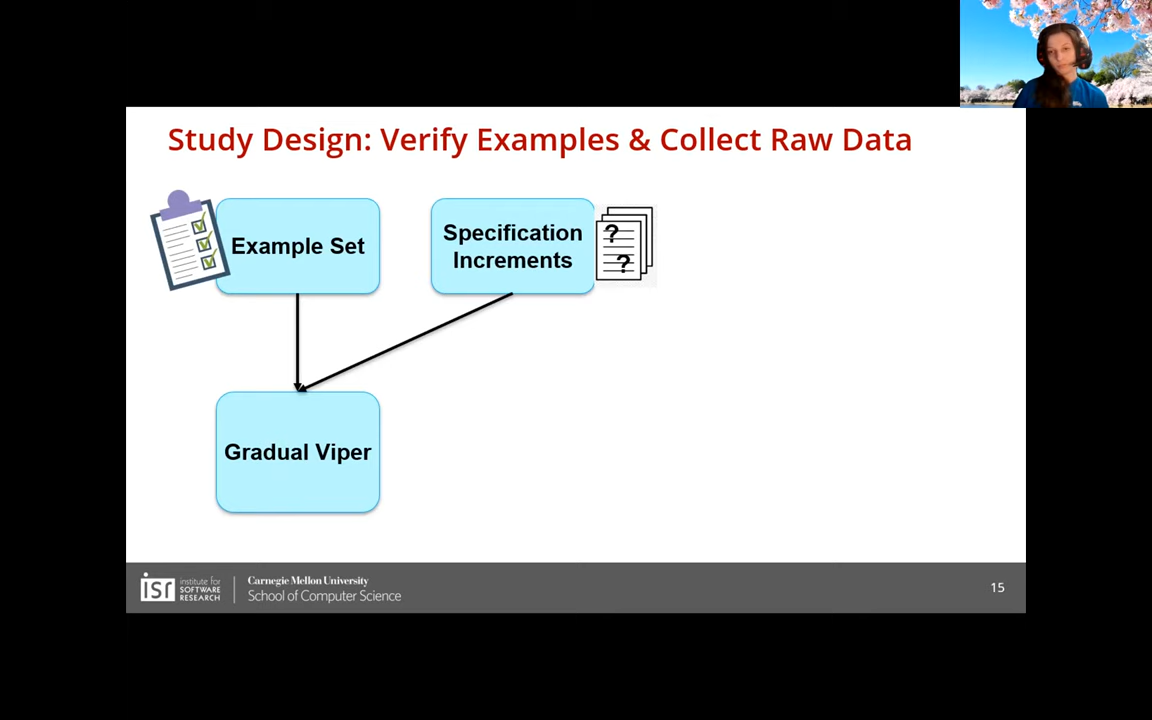 Study Design: Verify Examples & Collect Raw Data
Example Set
Specification
Increments
?
?
Gradual Viper
isr
institute for
SOFTWARE
RESEARCH
Carnegie Mellon University
School of Computer Science
15